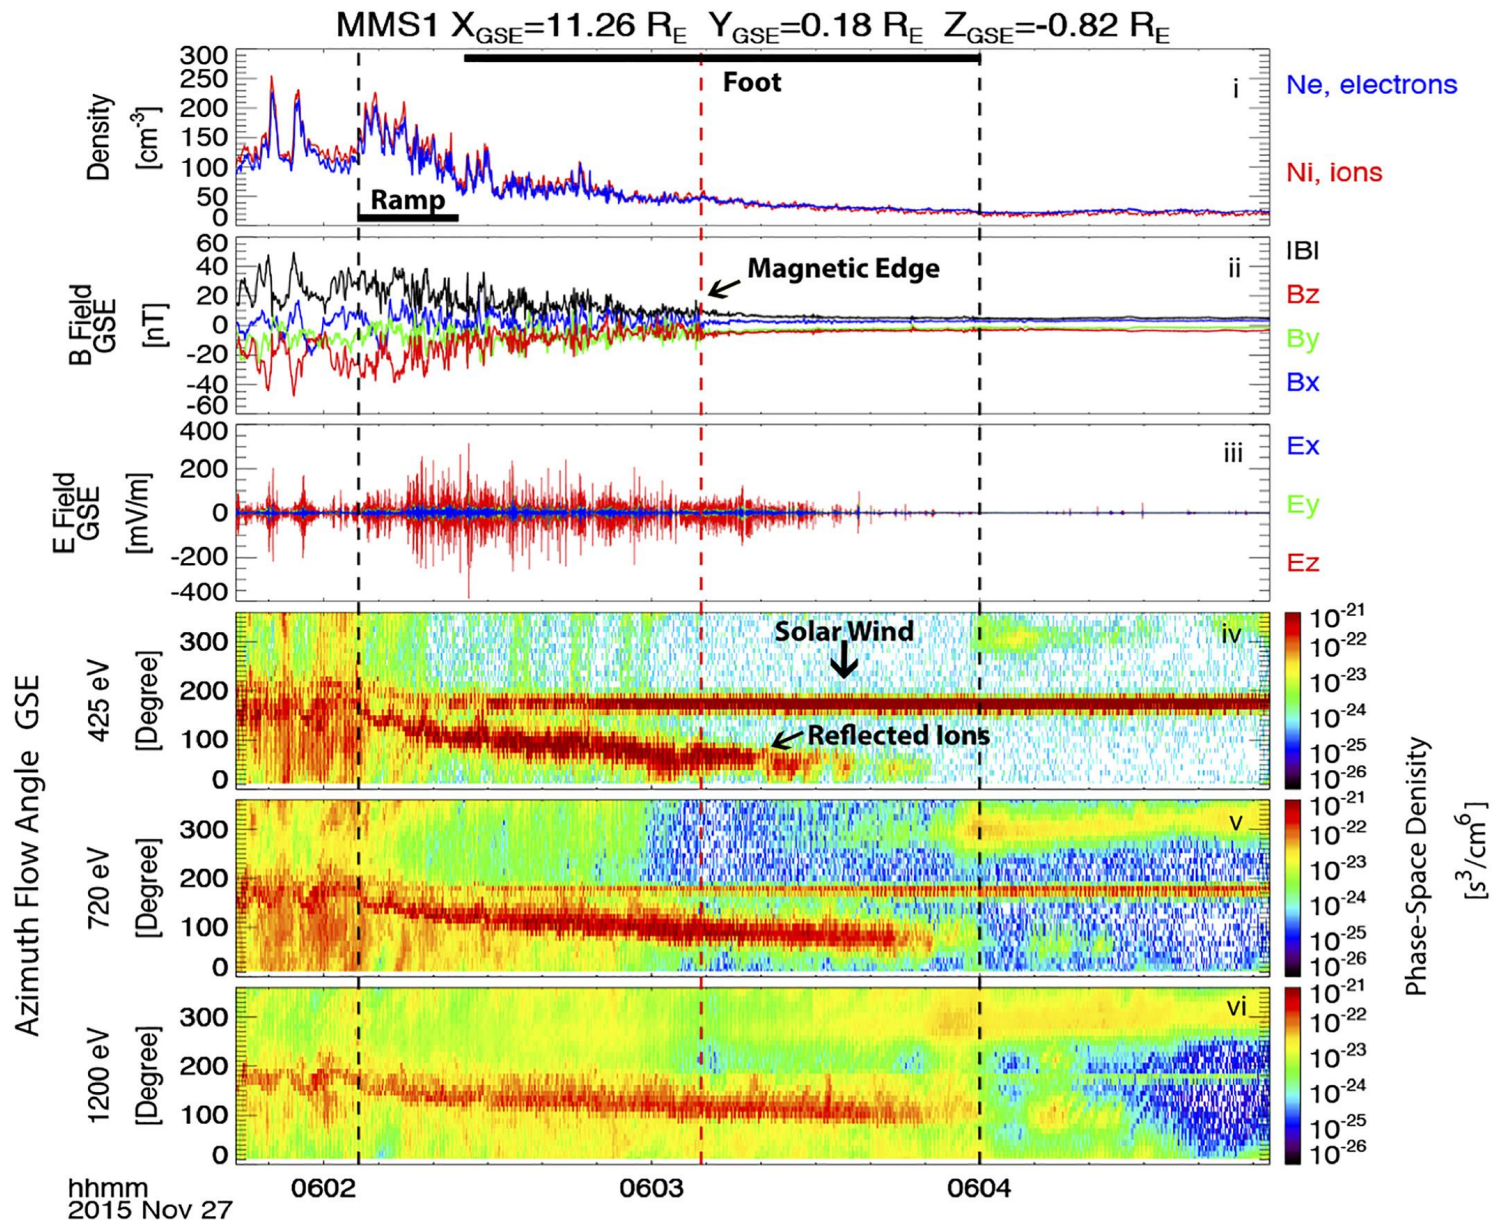 MMS1 XGSE=11.26 RE YGSE=0.18 RE ZGSE=-0.82 RE
Density
[cm-3]
300
250
200
150
100
50
0
Foot
Ramp
i
Ne, electrons
Ni, ions
B Field
GSE
[nT]
60
40
20
0
-20
-40
-60
Magnetic Edge
ii
|B|
Bz
By
Bx
E Field
GSE
[mV/m]
400
200
0
-200
-400
iii
Ex
Ey
Ez
Azimuth Flow Angle GSE
425 eV
[Degree]
300
200
100
0
Solar Wind
Reflected Ions
iv
10-21
10-22
10-23
10-24
10-25
10-26
720 eV
[Degree]
300
200
100
0
v
10-21
10-22
10-23
10-24
10-25
10-26
1200 eV
[Degree]
300
200
100
0
vi
10-21
10-22
10-23
10-24
10-25
10-26
Phase-Space Denisity
[s3/cm6]
hhmm
2015 Nov 27
0602
0603
0604